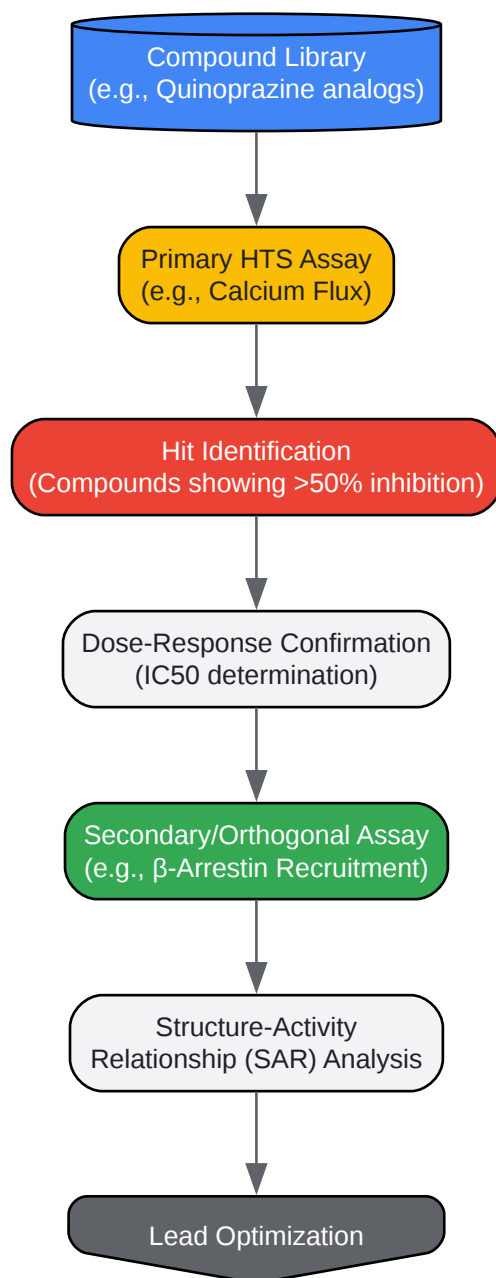 Compound Library
(e.g., Quinoprazine analogs)
Primary HTS Assay
(e.g., Calcium Flux)
Hit Identification
(Compounds showing >50% inhibition)
Dose-Response Confirmation
(IC50 determination)
Secondary/Orthogonal Assay
(e.g., β-Arrestin Recruitment)
Structure-Activity
Relationship (SAR) Analysis
Lead Optimization